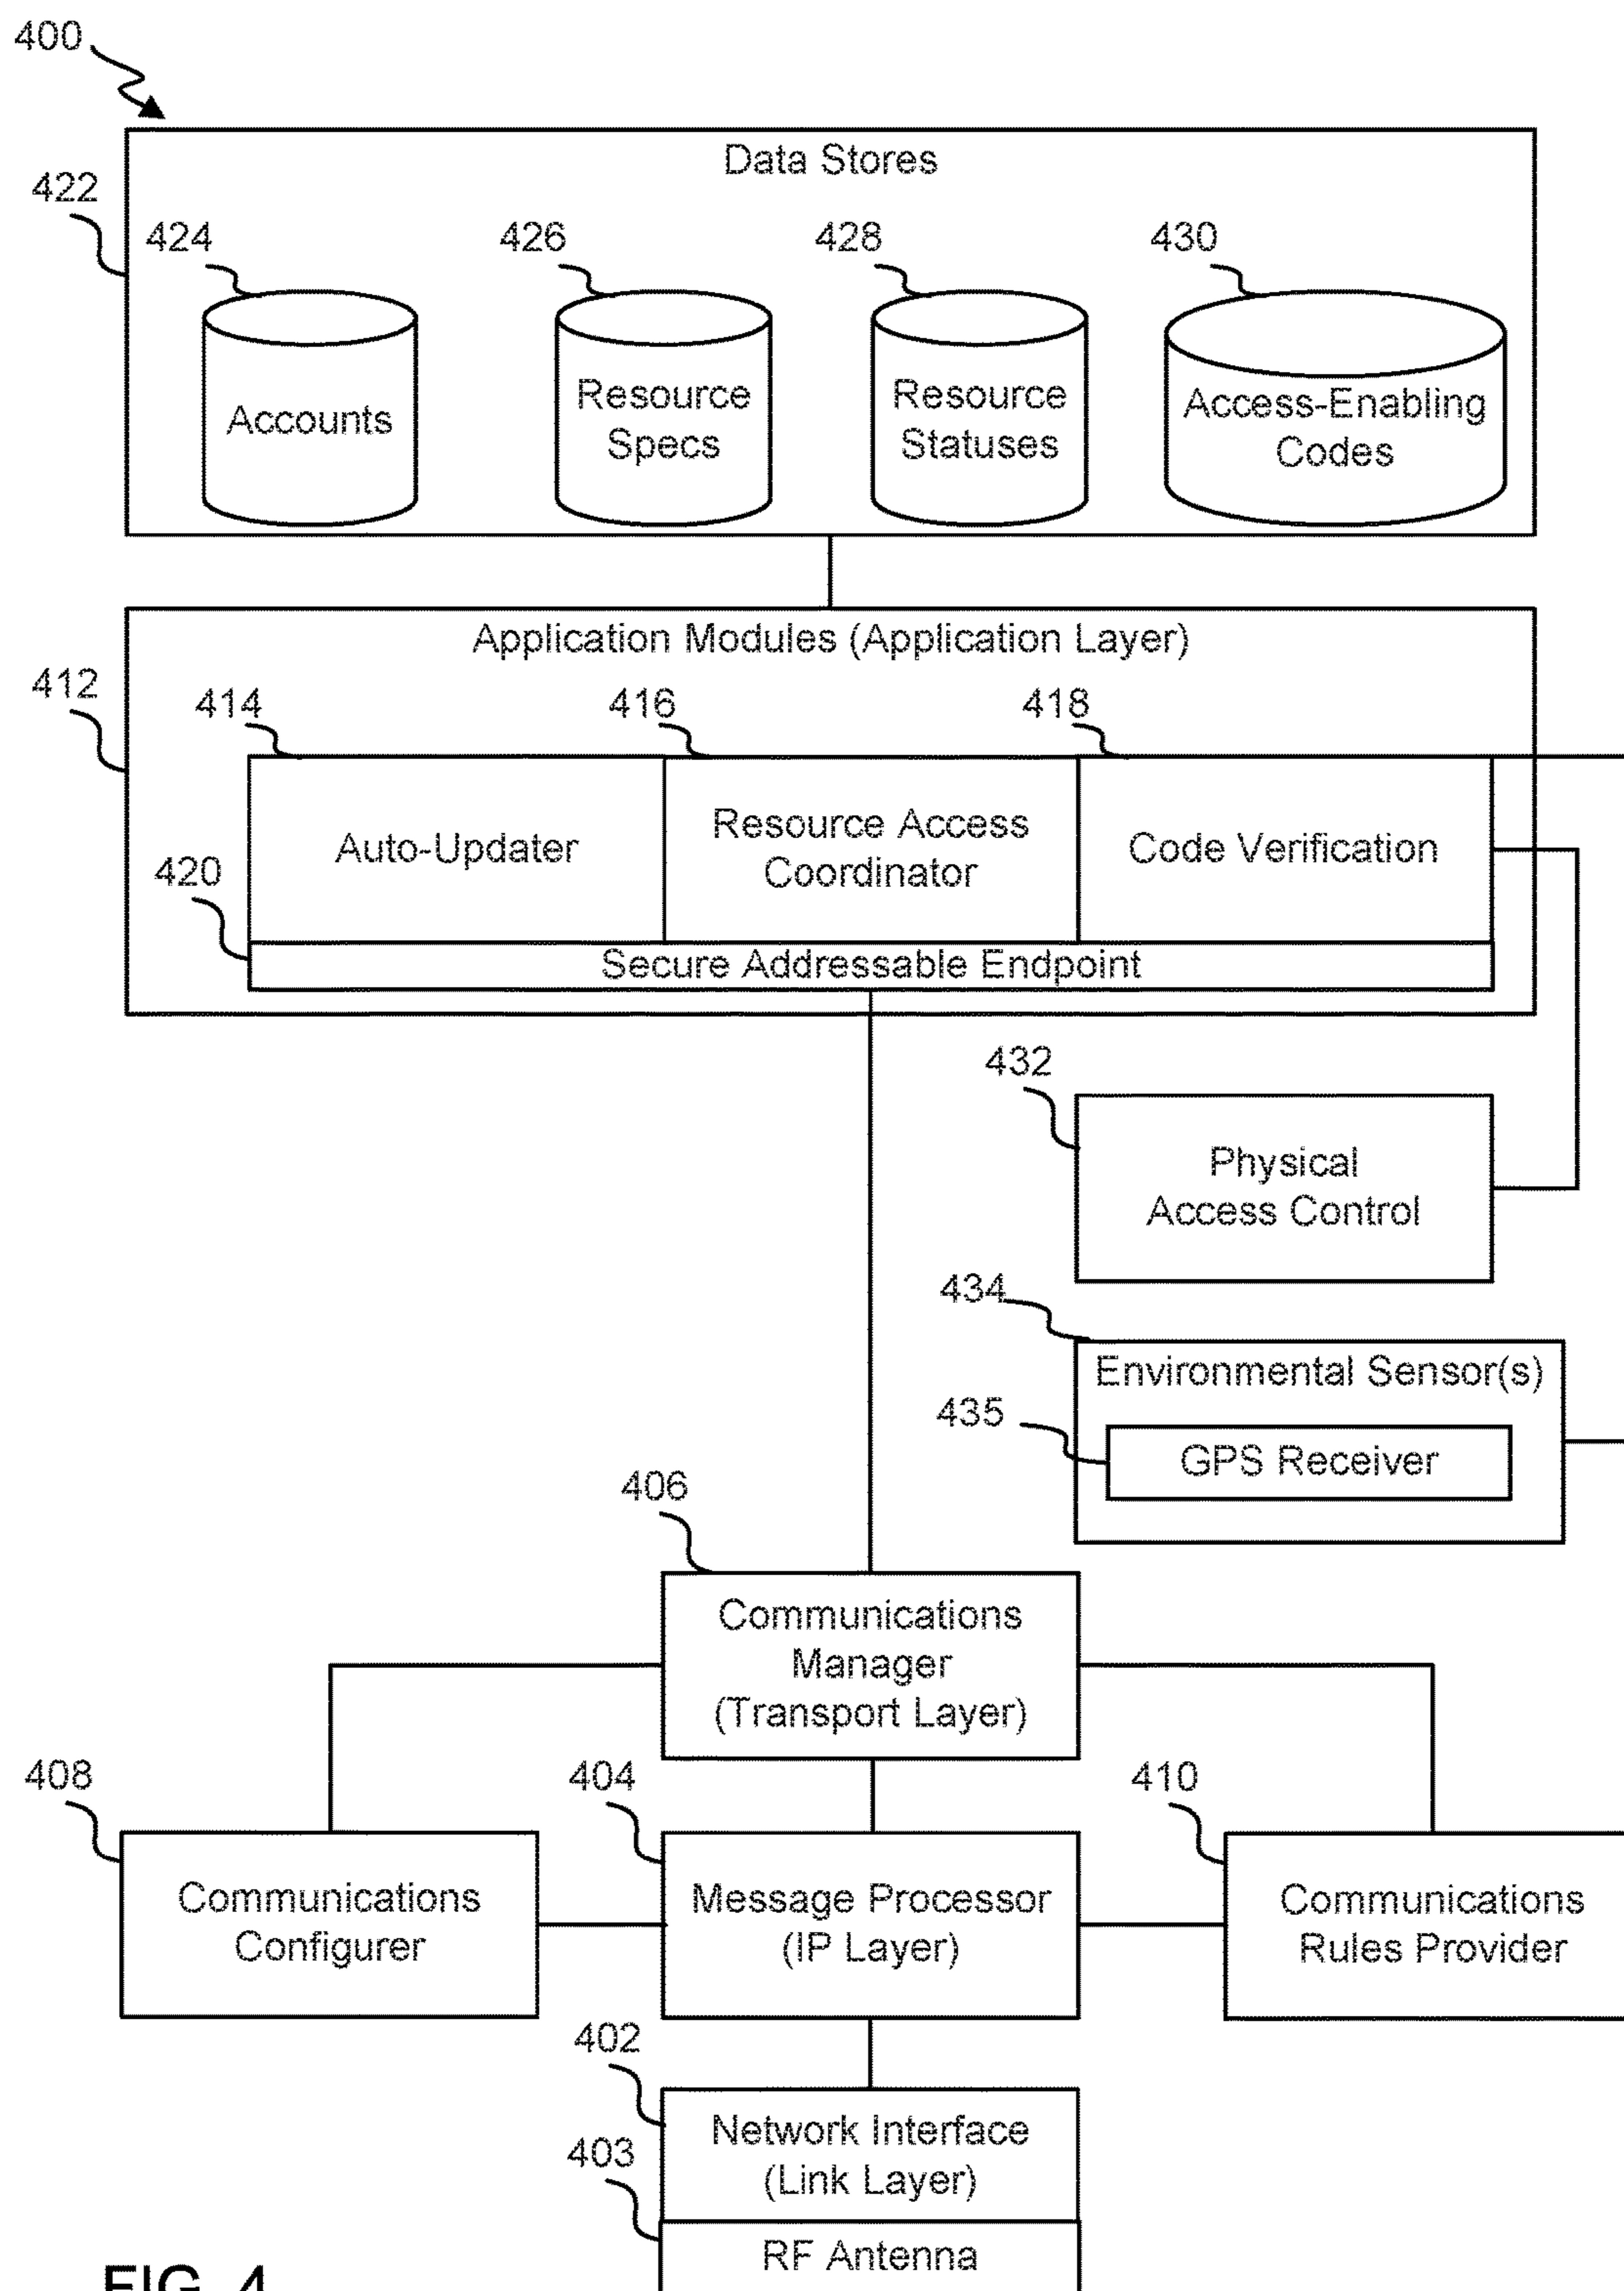 400
Data Stores
422
424
426
428
430
Accounts
Resource
Specs
Resource
Statuses
Access-Enabling
Codes
Application Modules (Application Layer)
412
414
416
418
Auto-Updater
Resource Access
Coordinator
Code Verification
420
Secure Addressable Endpoint
432
Physical
Access Control
434
Environmental Sensor(s)
435
GPS Receiver
406
Communications
Manager
(Transport Layer)
408
404
410
Communications
Configurer
Message Processor
(IP Layer)
Communications
Rules Provider
402
Network Interface
(Link Layer)
403
RF Antenna
FIG. 4